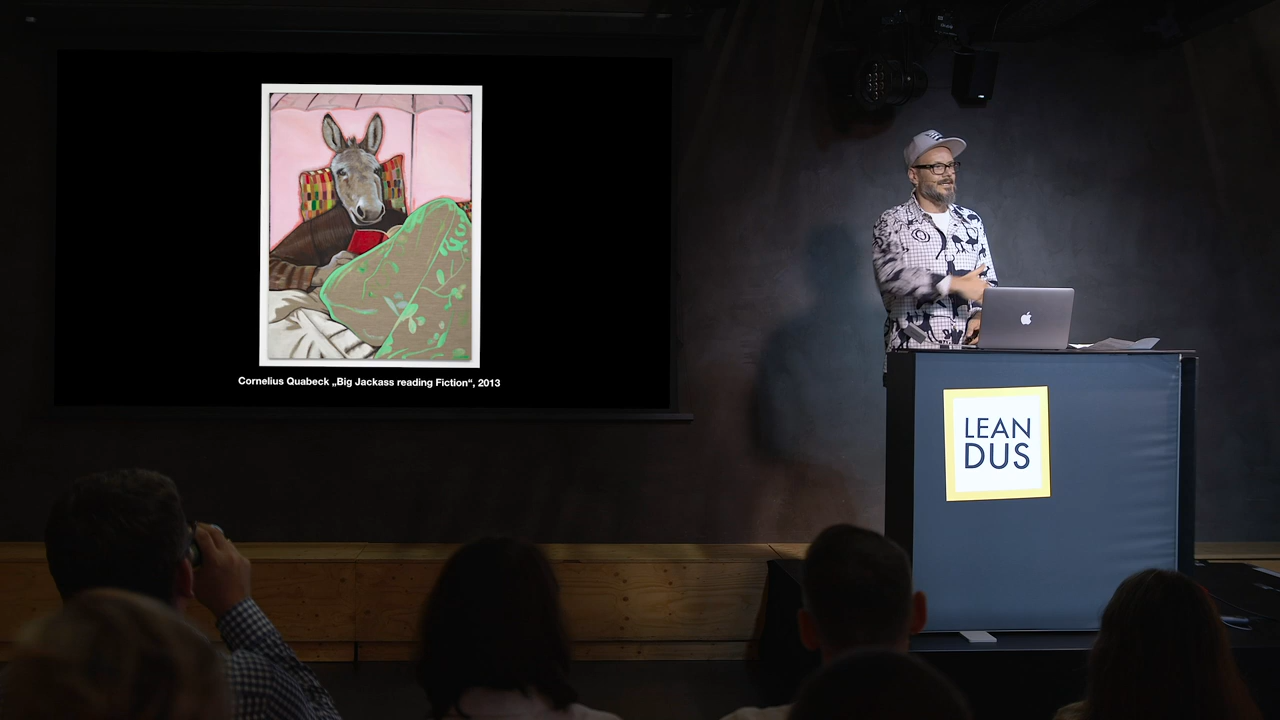 Cornelius Quabeck „Big Jackass reading Fiction“, 2013
LEAN
DUS